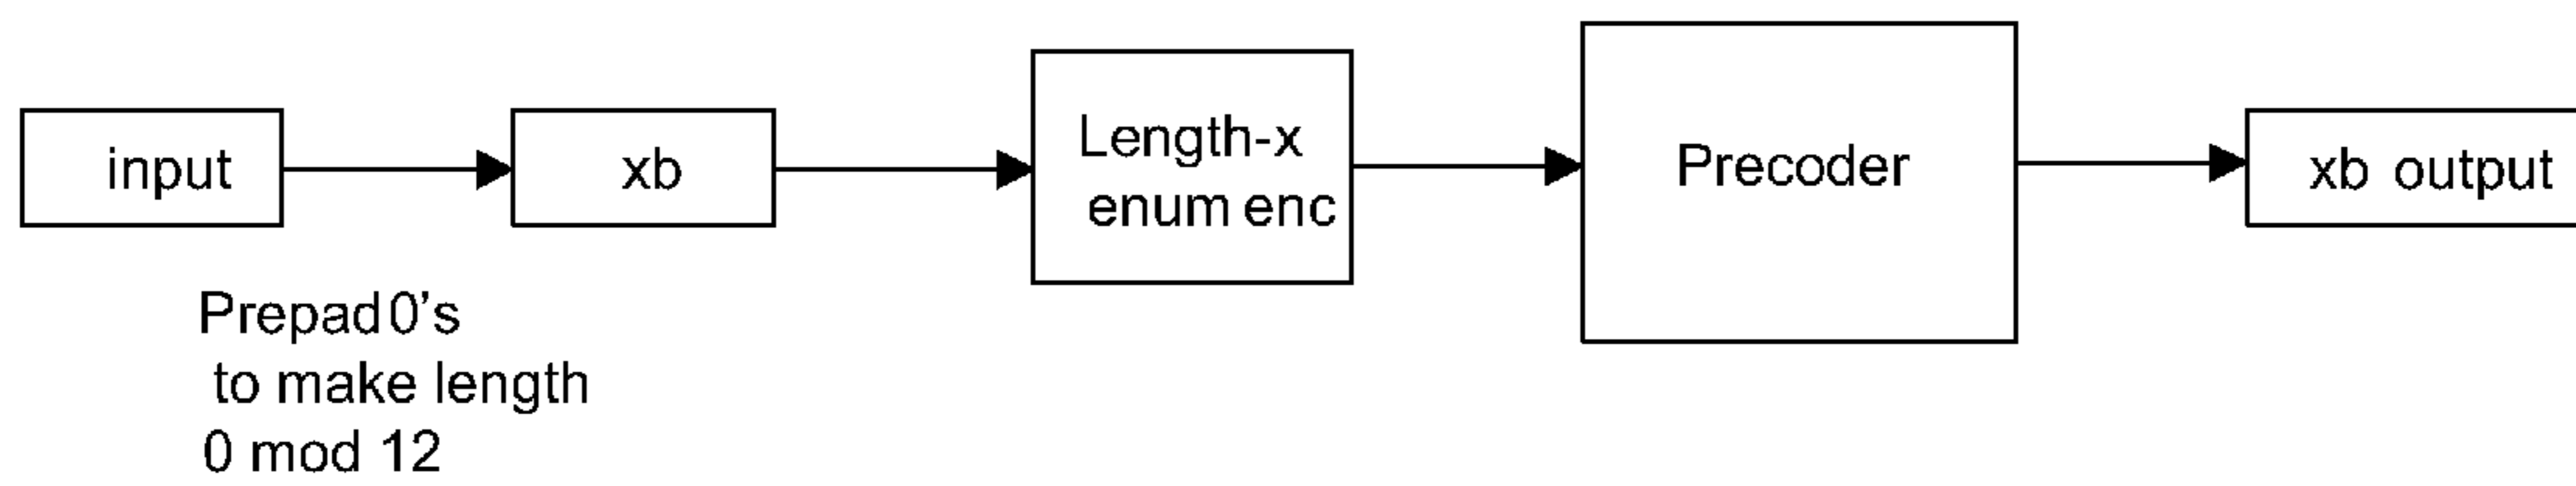 input
xb
Length-x
enum enc
Precoder
xb output
Prepad 0's
to make length
0 mod 12